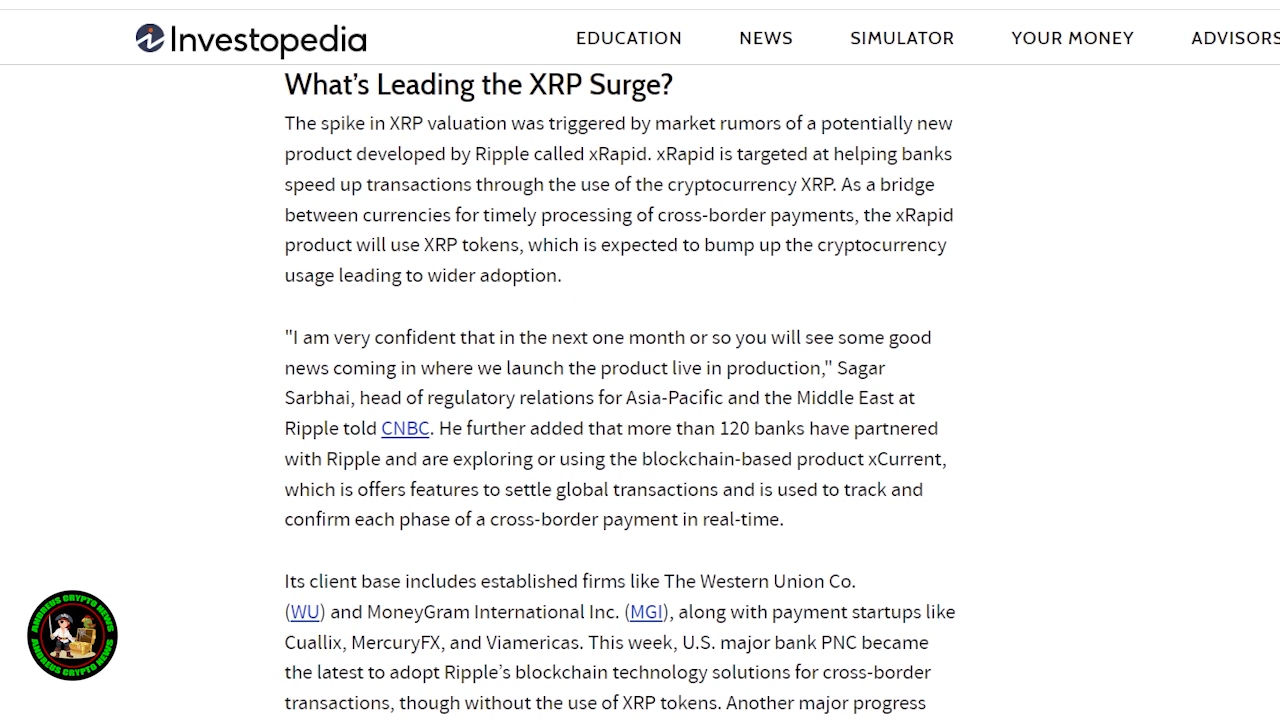 Investopedia
EDUCATION NEWS SIMULATOR YOUR MONEY ADVISORS
What's Leading the XRP Surge?
The spike in XRP valuation was triggered by market rumors of a potentially new
product developed by Ripple called xRapid. xRapid is targeted at helping banks
speed up transactions through the use of the cryptocurrency XRP. As a bridge
between currencies for timely processing of cross-border payments, the xRapid
product will use XRP tokens, which is expected to bump up the cryptocurrency
usage leading to wider adoption.
"I am very confident that in the next one month or so you will see some good
news coming in where we launch the product live in production," Sagar
Sarbhai, head of regulatory relations for Asia-Pacific and the Middle East at
Ripple told CNBC. He further added that more than 120 banks have partnered
with Ripple and are exploring or using the blockchain-based product xCurrent,
which is offers features to settle global transactions and is used to track and
confirm each phase of a cross-border payment in real-time.
Its client base includes established firms like The Western Union Co.
(WU) and MoneyGram International Inc. (MGI), along with payment startups like
Cuallix, MercuryFX, and Viamericas. This week, U.S. major bank PNC became
the latest to adopt Ripple's blockchain technology solutions for cross-border
transactions, though without the use of XRP tokens. Another major progress
ANDREUS CRYPTO NEWS
ANDREUS CRYPTO NEWS